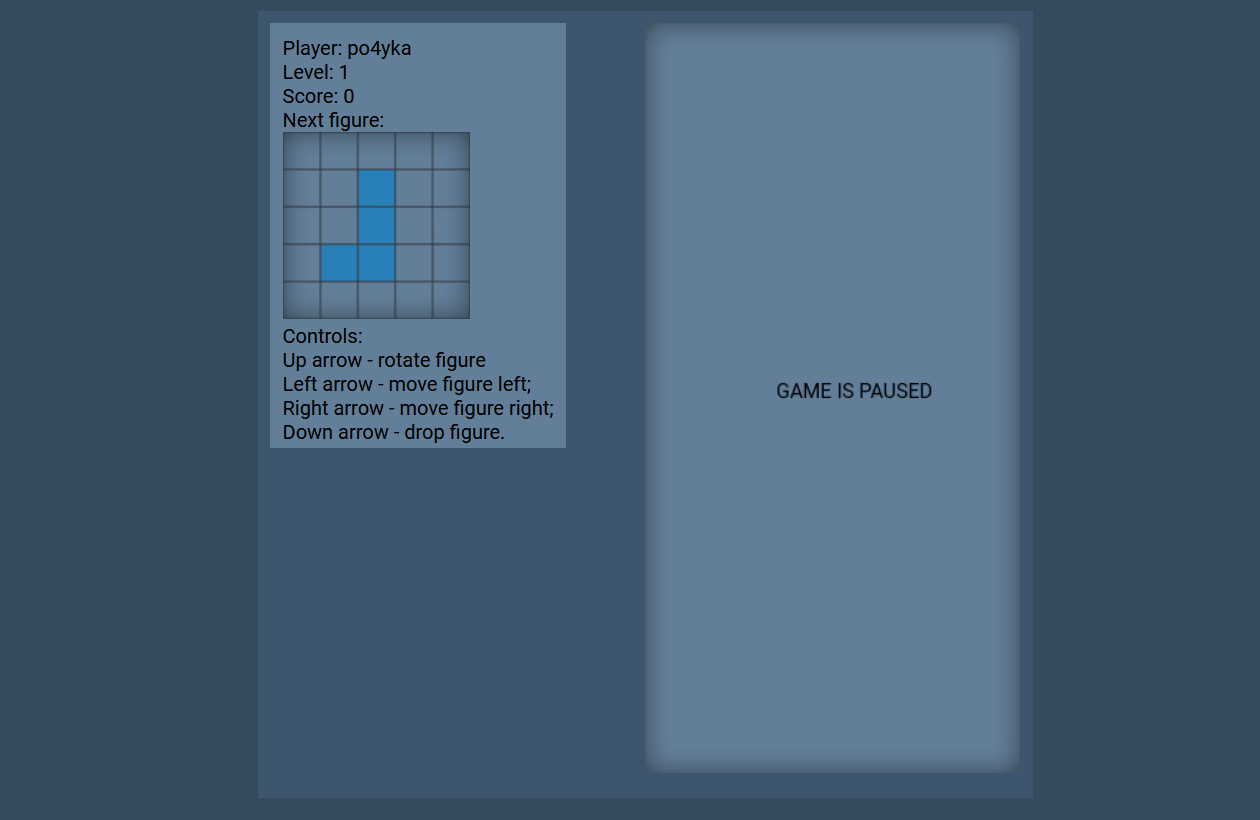 Player: po4yka
Level: 1
Score: 0
Next figure:
Controls:
Up arrow - rotate figure
Left arrow - move figure left;
Right arrow - move figure right;
Down arrow - drop figure.
GAME IS PAUSED